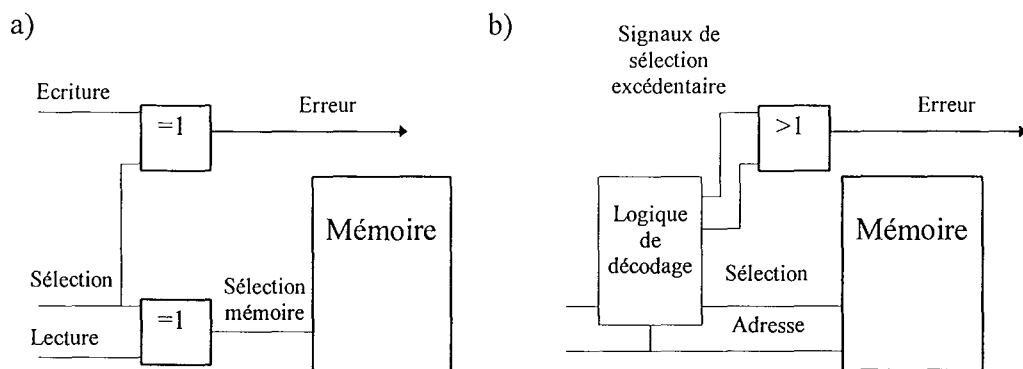 a)
Ecriture
=1
Erreur
Mémoire
Sélection
Sélection
mémoire
=1
Lecture
b)
Signaux de
sélection
excédentaire
>1
Erreur
Logique
de
décodage
Mémoire
Sélection
Adresse